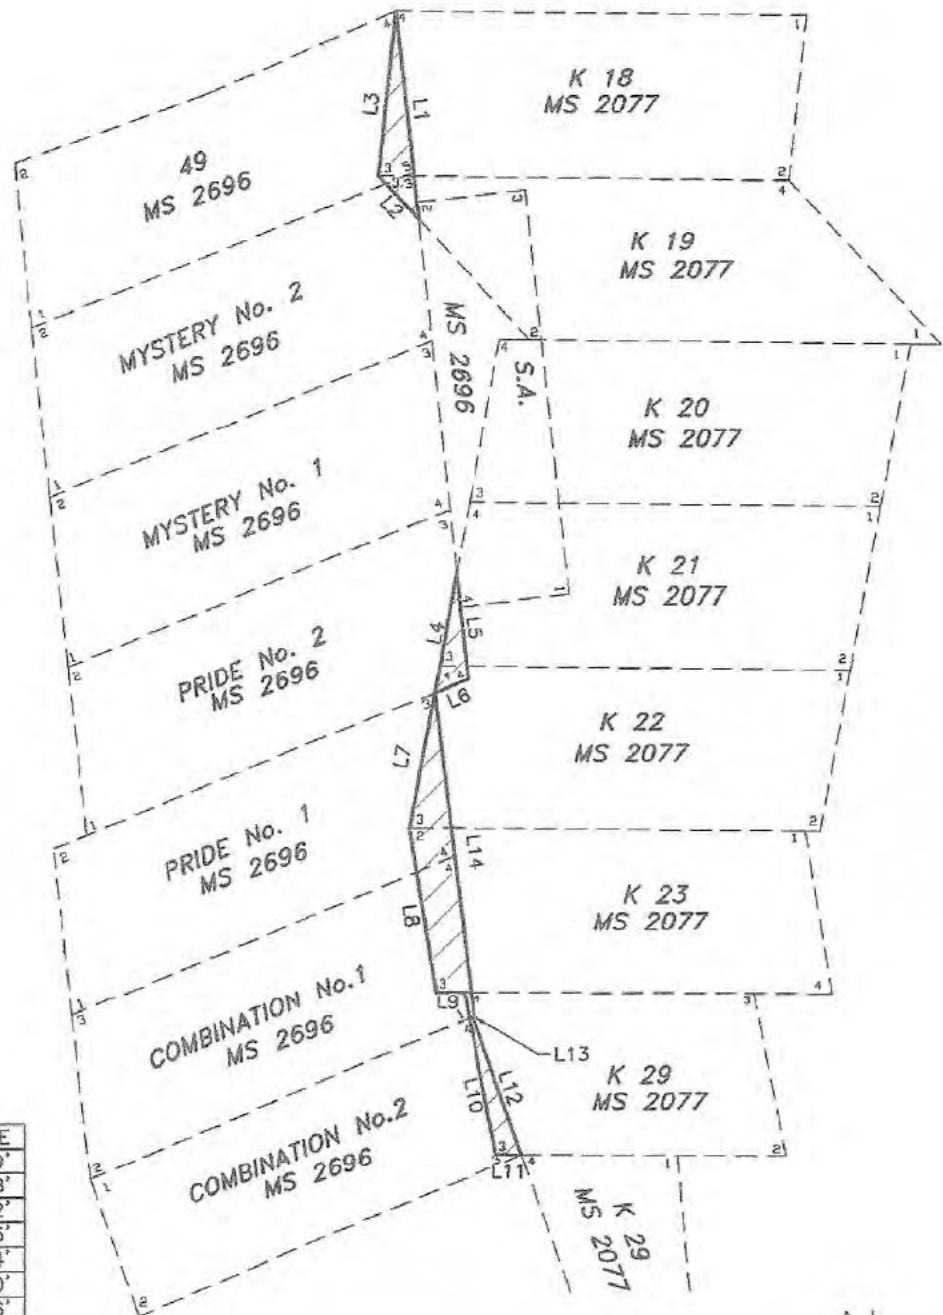 K 18
MS 2077
L3
L1
49
MS 2696
L2
K 19
MS 2077
MYSTERY No. 2
MS 2696
MS 2696
S.A.
K 20
MS 2077
MYSTERY No. 1
MS 2696
K 21
MS 2077
L5
L4
PRIDE No. 2
MS 2696
L6
K 22
MS 2077
L7
PRIDE No. 1
MS 2696
L14
K 23
MS 2077
L8
L9
COMBINATION No.1
MS 2696
L13
K 29
MS 2077
L12
L10
COMBINATION No.2
MS 2696
L11
K 29
MS 2077